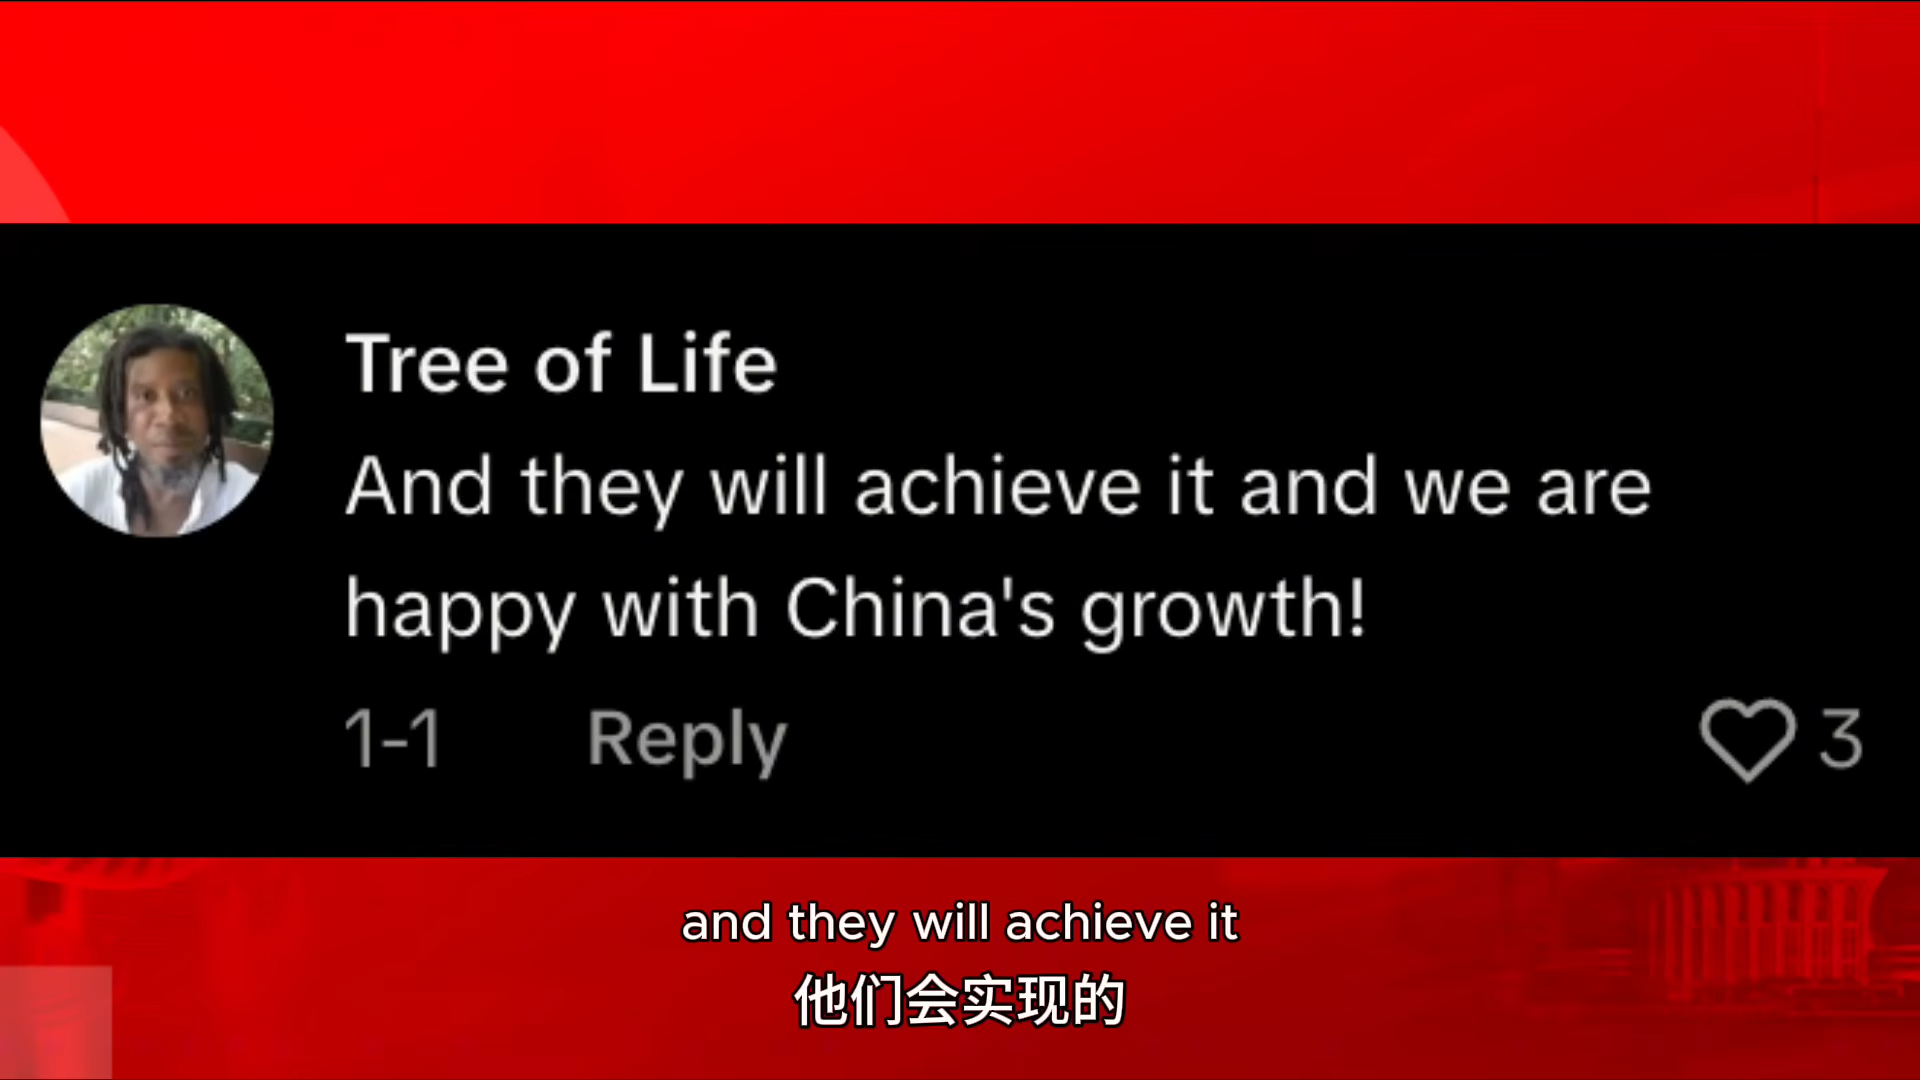 Tree of Life
And they will achieve it and we are
happy with China's growth!
1-1 Reply 3
and they will achieve it
他们会实现的